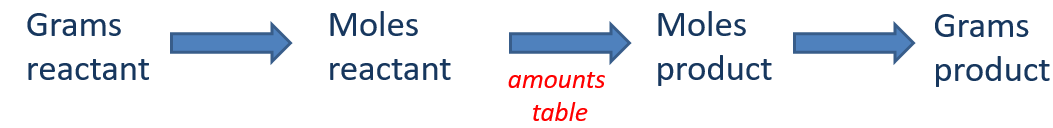 Grams
reactant
Moles
reactant
amounts
table
Moles
product
Grams
product